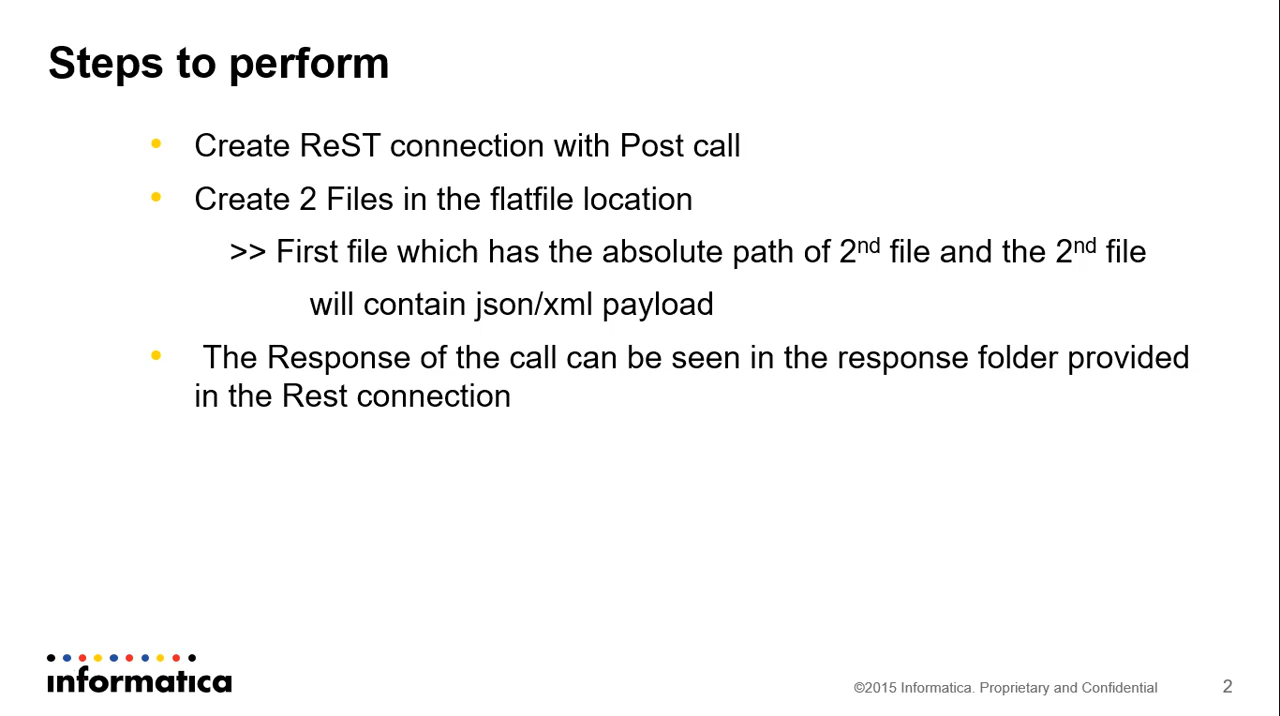 Steps to perform
• Create ReST connection with Post call
• Create 2 Files in the flatfile location
>> First file which has the absolute path of 2nd file and the 2nd file
will contain json/xml payload
• The Response of the call can be seen in the response folder provided
in the Rest connection
informatica
©2015 Informatica. Proprietary and Confidential
2